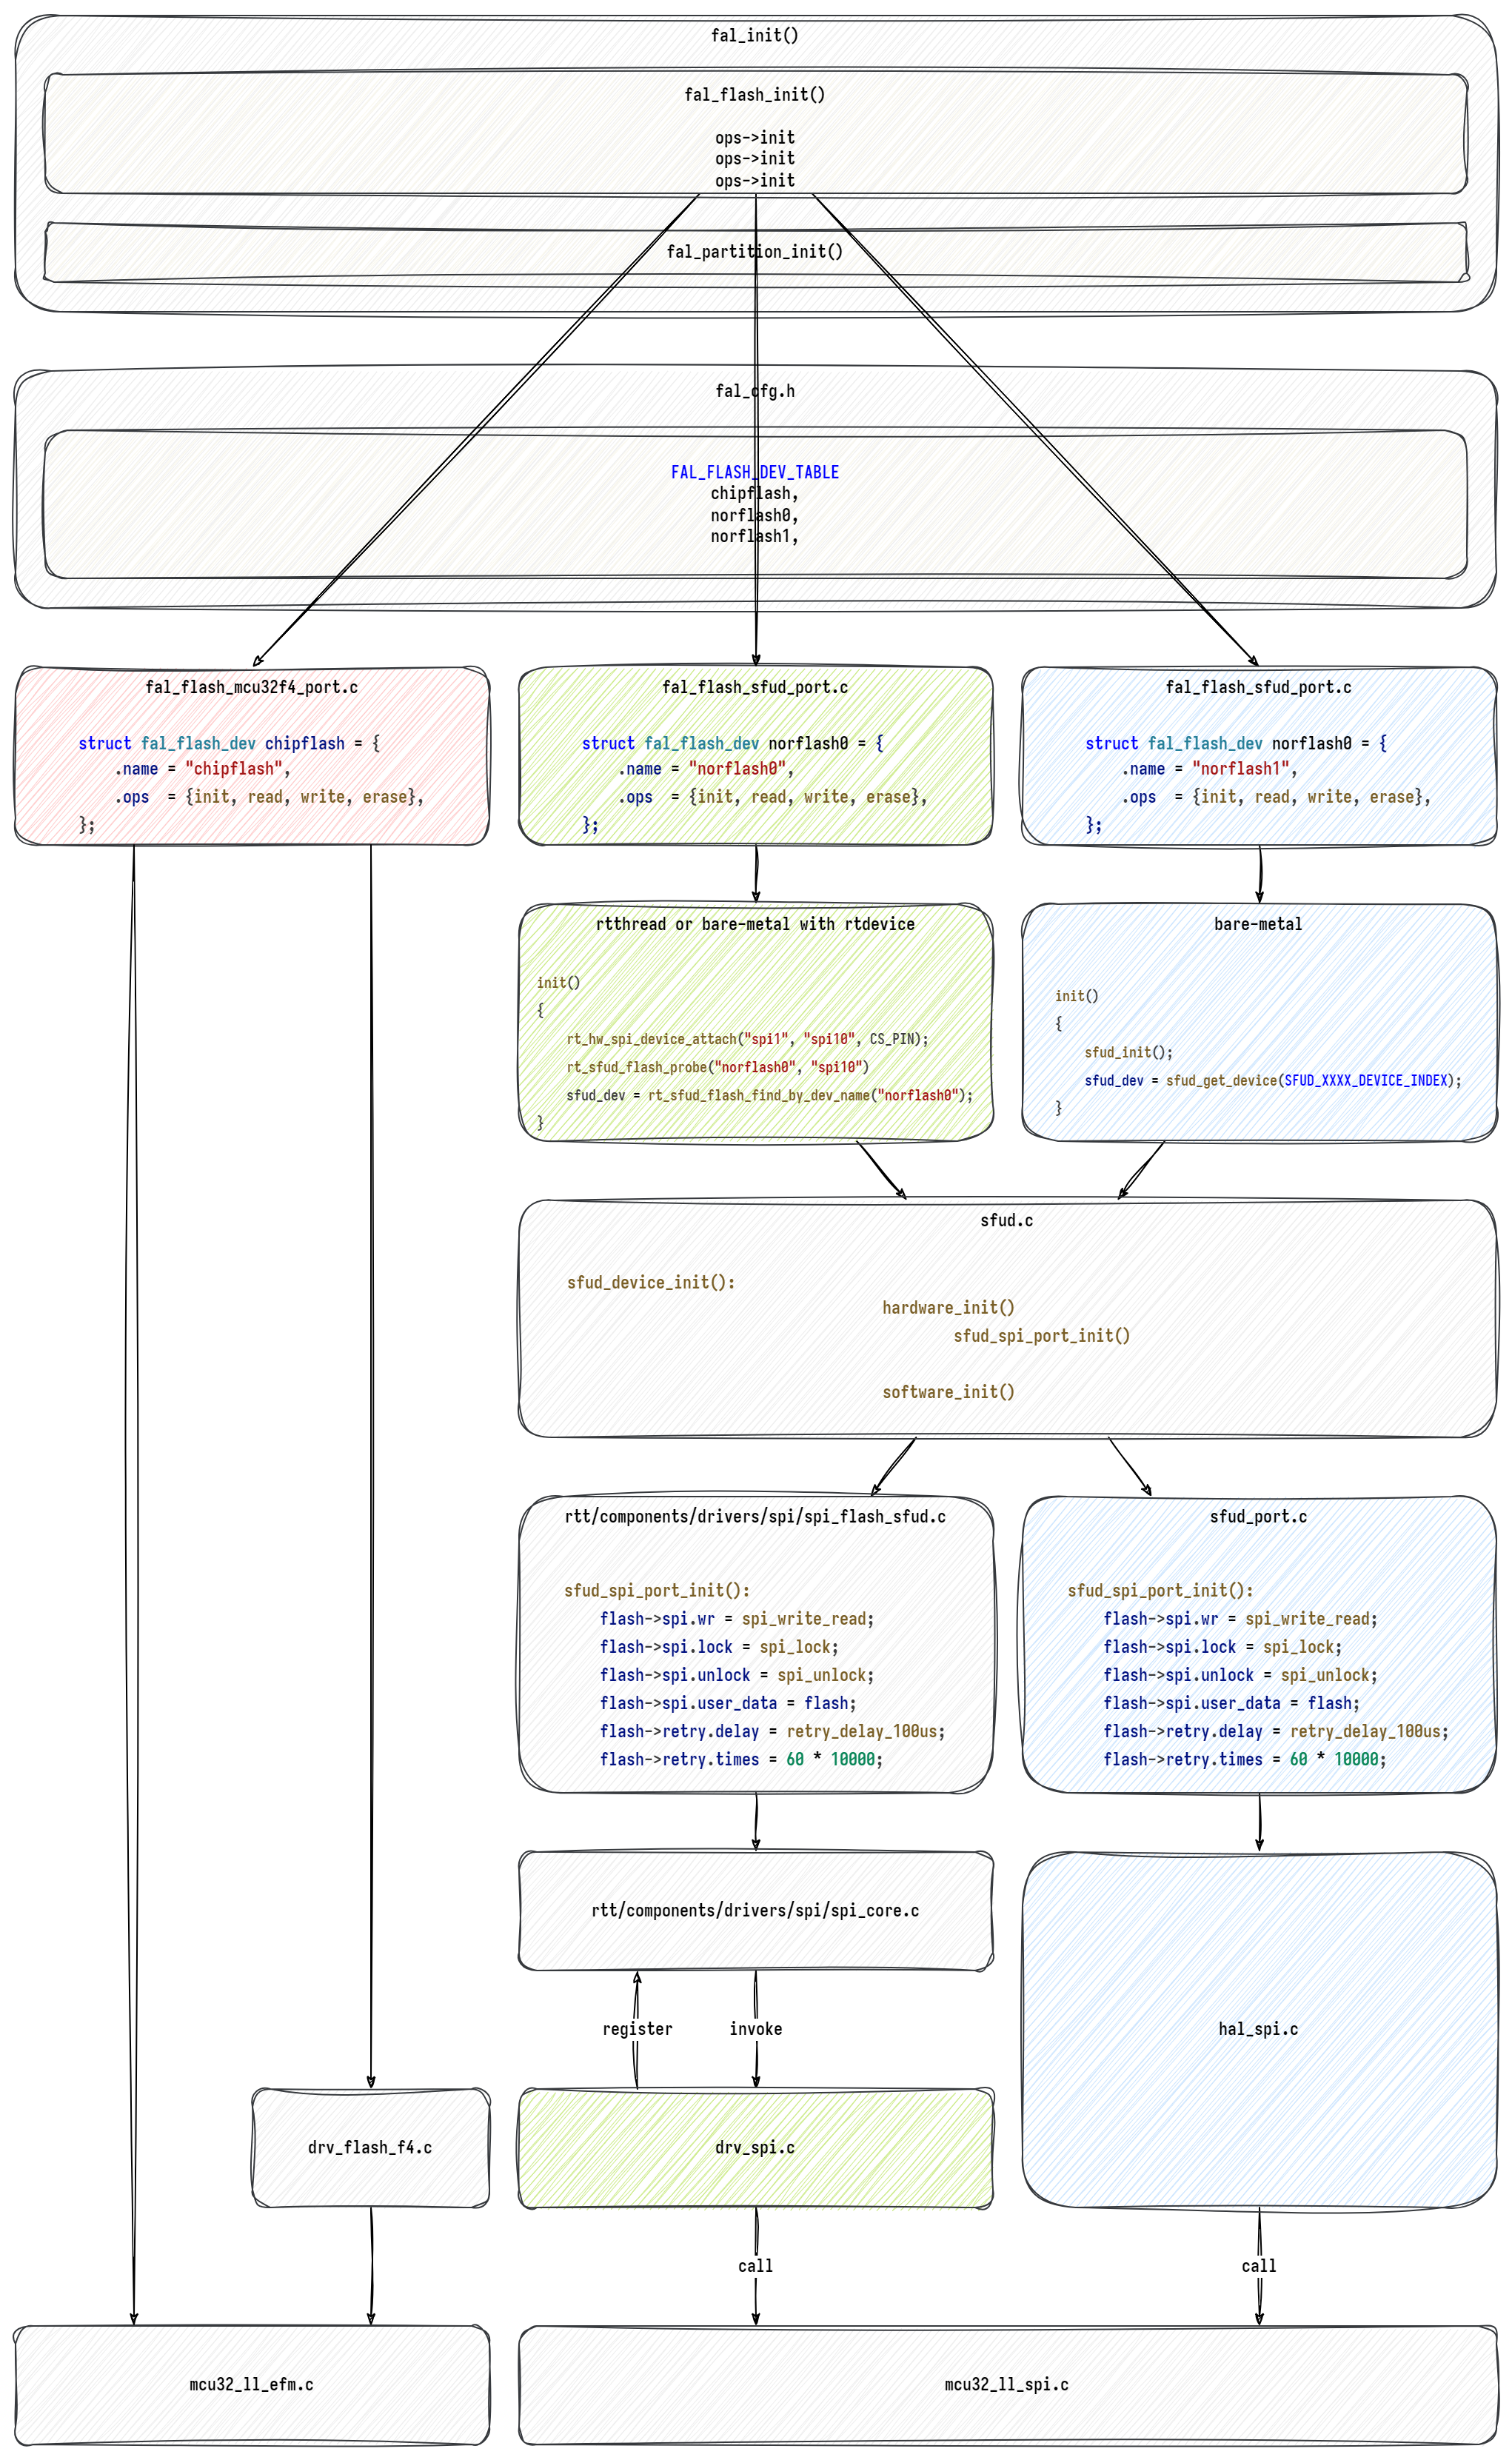 fal_init()
fal_flash_init()
ops->init
ops->init
ops->init
fal_partition_init()
fal_cfg.h
FAL_FLASH_DEV_TABLE
chipflash,
norflash0,
norflash1,
fal_flash_mcu32f4_port.c
struct fal_flash_dev chipflash = {
.name = "chipflash",
.ops  = {init, read, write, erase},
};
fal_flash_sfud_port.c
struct fal_flash_dev norflash0 = {
.name = "norflash0",
.ops  = {init, read, write, erase},
};
fal_flash_sfud_port.c
struct fal_flash_dev norflash0 = {
.name = "norflash1",
.ops  = {init, read, write, erase},
};
rtthread or bare-metal with rtdevice
init()
{
rt_hw_spi_device_attach("spi1", "spi10", CS_PIN);
rt_sfud_flash_probe("norflash0", "spi10")
sfud_dev = rt_sfud_flash_find_by_dev_name("norflash0");
}
bare-metal
init()
{
sfud_init();
sfud_dev = sfud_get_device(SFUD_XXXX_DEVICE_INDEX);
}
sfud.c
sfud_device_init():
hardware_init()
sfud_spi_port_init()
software_init()
rtt/components/drivers/spi/spi_flash_sfud.c
sfud_spi_port_init():
flash->spi.wr = spi_write_read;
flash->spi.lock = spi_lock;
flash->spi.unlock = spi_unlock;
flash->spi.user_data = flash;
flash->retry.delay = retry_delay_100us;
flash->retry.times = 60 * 10000;
sfud_port.c
sfud_spi_port_init():
flash->spi.wr = spi_write_read;
flash->spi.lock = spi_lock;
flash->spi.unlock = spi_unlock;
flash->spi.user_data = flash;
flash->retry.delay = retry_delay_100us;
flash->retry.times = 60 * 10000;
rtt/components/drivers/spi/spi_core.c
register
invoke
hal_spi.c
drv_flash_f4.c
drv_spi.c
call
call
mcu32_ll_efm.c
mcu32_ll_spi.c